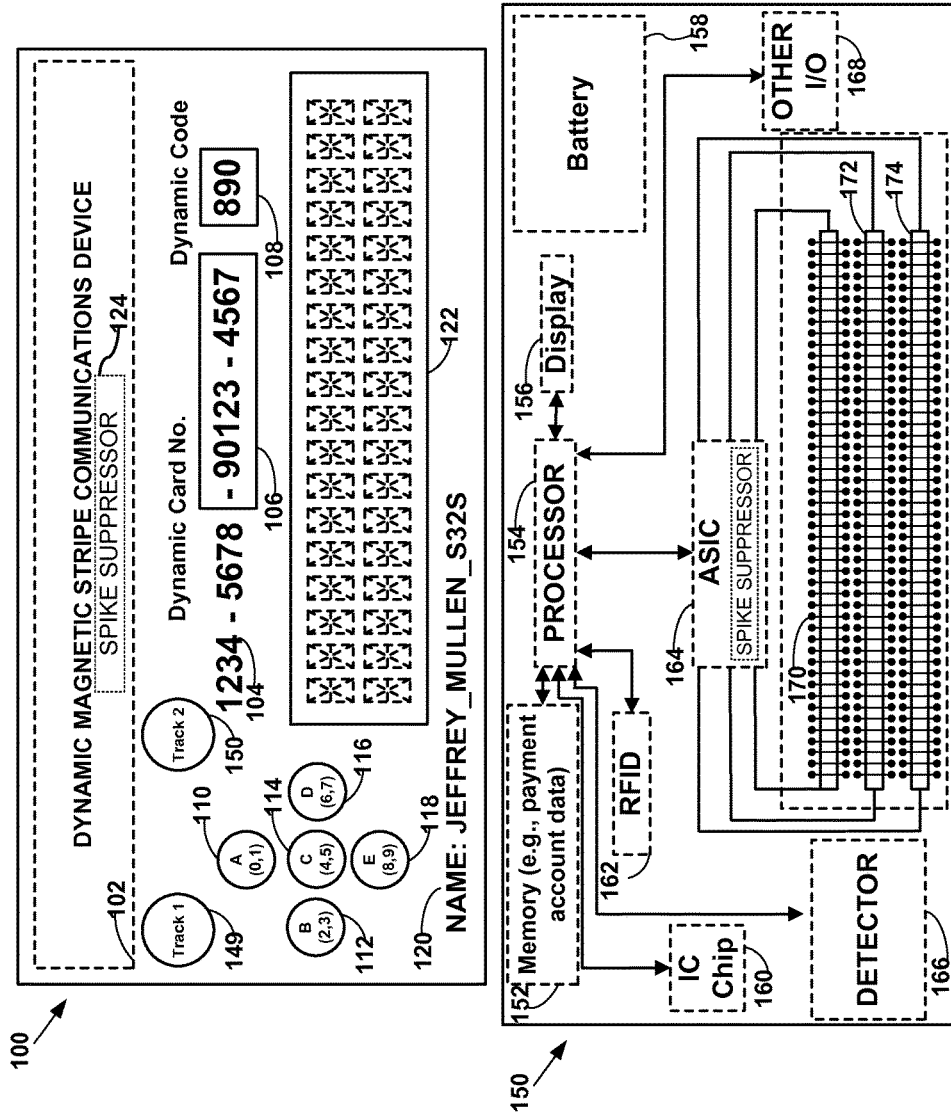 100
102
DYNAMIC MAGNETIC STRIPE COMMUNICATIONS DEVICE
SPIKE SUPPRESSOR
124
Track 1
149
Track 2
150
Dynamic Card No.
Dynamic Code
1234 - 5678 - 90123 - 4567
890
104
106
108
110
A
(0,1)
B
(2,3)
112
114
C
(4,5)
D
(6,7)
116
E
(8,9)
118
122
120
NAME: JEFFREY_MULLEN_S32S
150
152
Memory (e.g., payment
account data)
154
PROCESSOR
156
Display
Battery
158
IC
Chip
160
RFID
162
164
ASIC
SPIKE SUPPRESSOR
OTHER
I/O
168
DETECTOR
166
170
172
174